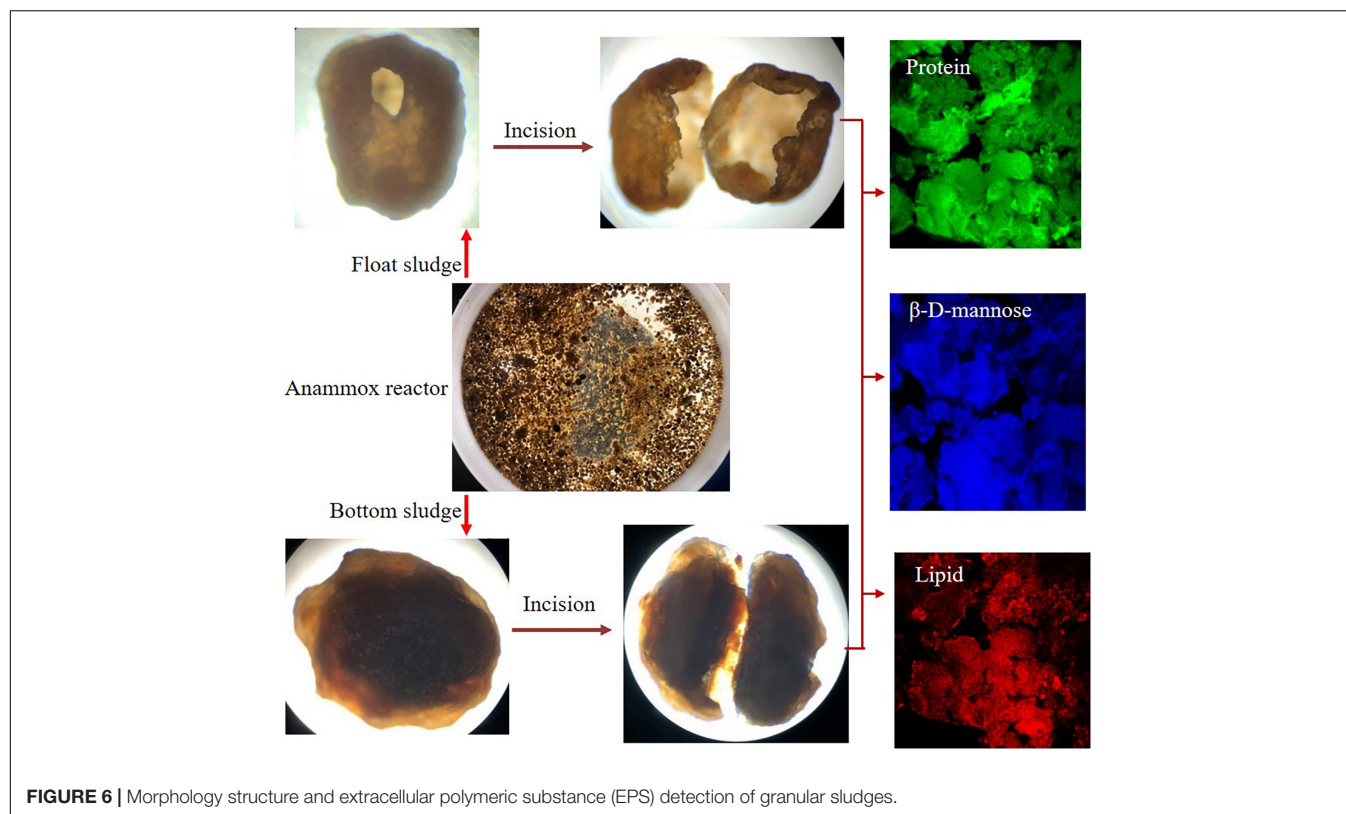 Protein
Incision
Float sludge
β-D-mannose
Anammox reactor
Bottom sludge
Lipid
Incision
FIGURE 6 | Morphology structure and extracellular polymeric substance (EPS) detection of granular sludges.